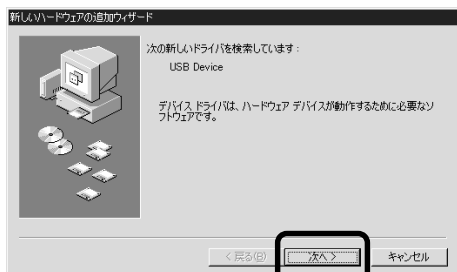 新しいハードウェアの追加ウィザード
次の新しいドライバを検索しています :
USB Device
デバイス ドライバは、ハードウェア デバイスが動作するために必要なソ
フトウェアです。
< 戻る(B)
次へ >
キャンセル